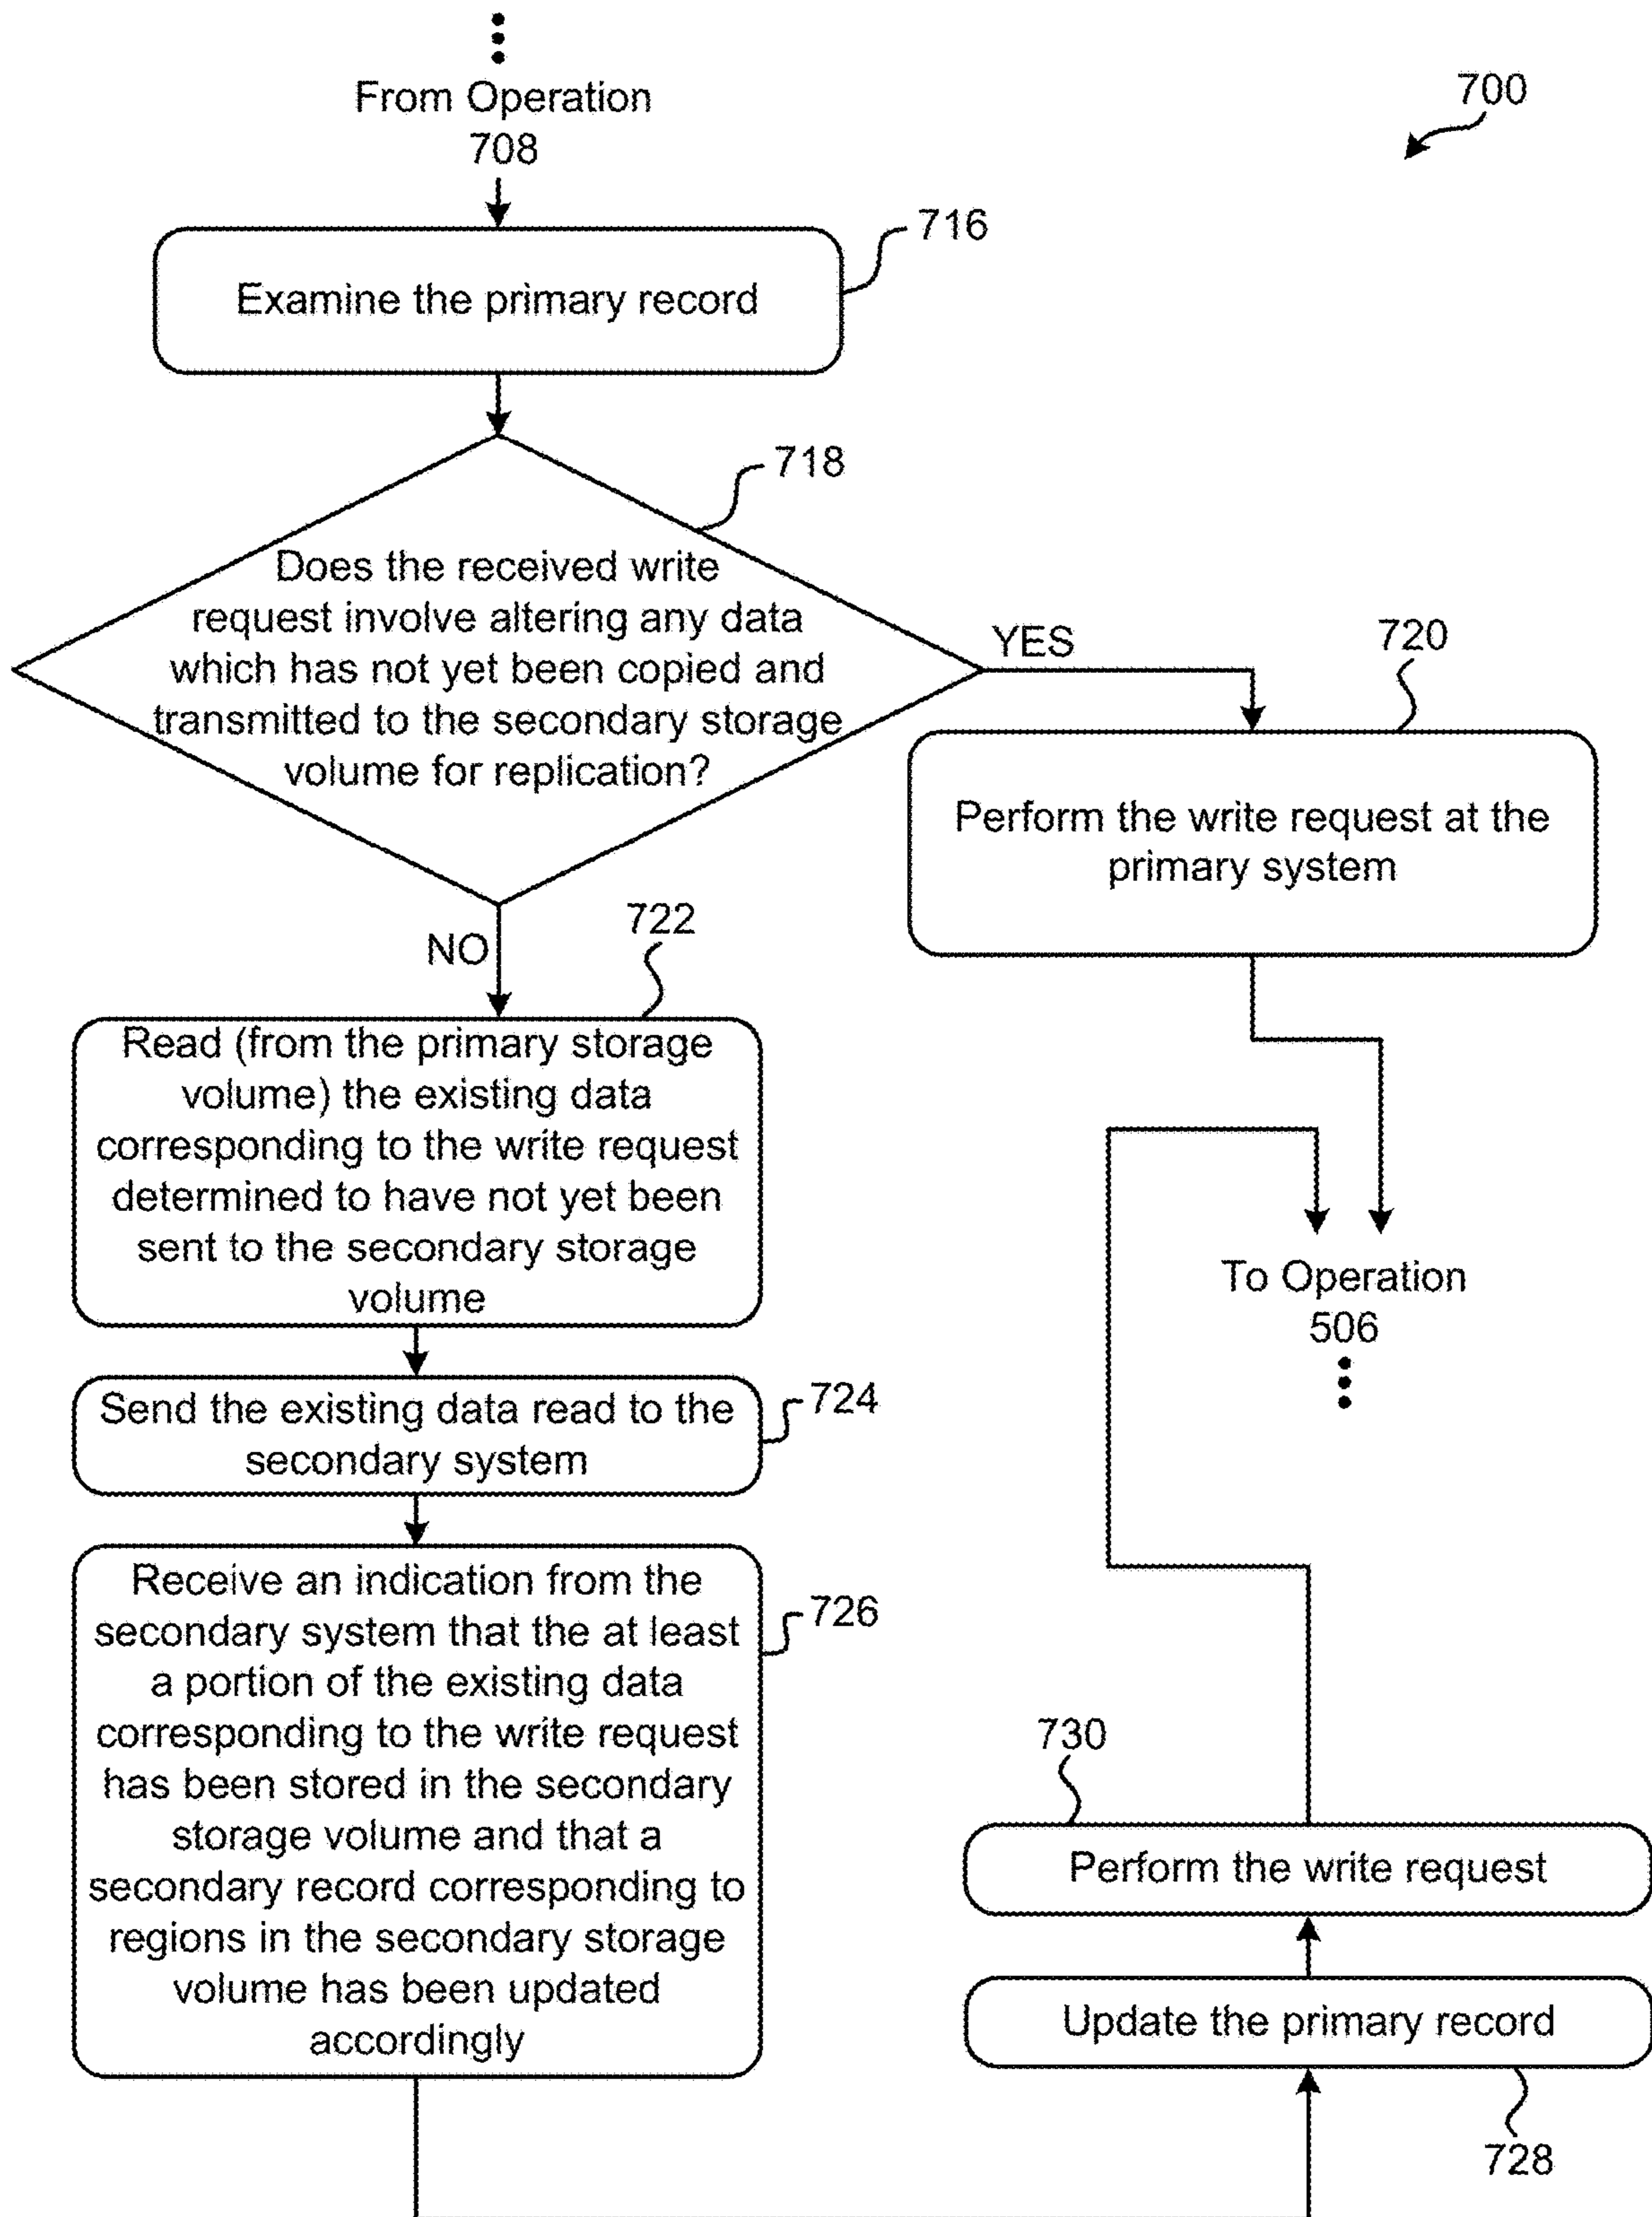 From Operation
708
700
716
Examine the primary record
718
Does the received write
request involve altering any data
which has not yet been copied and
transmitted to the secondary storage
volume for replication?
YES
720
Perform the write request at the
primary system
NO
722
Read (from the primary storage
volume) the existing data
corresponding to the write request
determined to have not yet been
sent to the secondary storage
volume
To Operation
506
Send the existing data read to the
secondary system
724
Receive an indication from the
secondary system that the at least
a portion of the existing data
corresponding to the write request
has been stored in the secondary
storage volume and that a
secondary record corresponding to
regions in the secondary storage
volume has been updated
accordingly
726
730
Perform the write request
Update the primary record
728